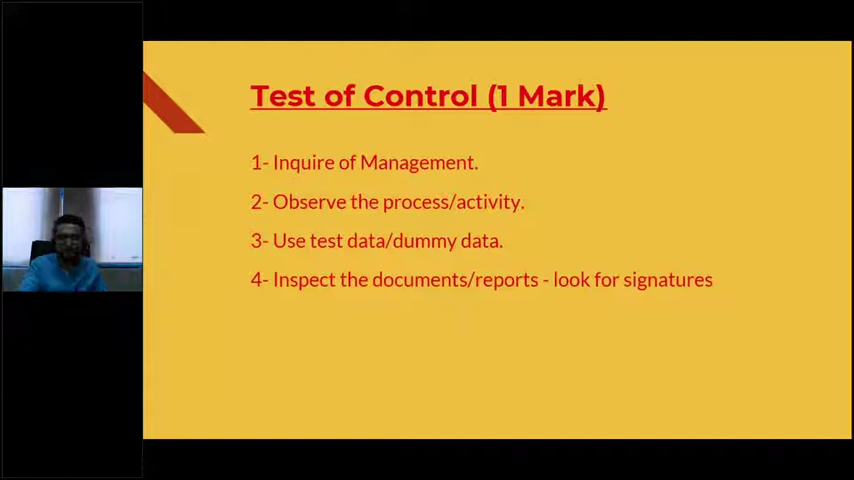 Test of Control (1 Mark)
1- Inquire of Management.
2- Observe the process/activity.
3- Use test data/dummy data.
4- Inspect the documents/reports - look for signatures